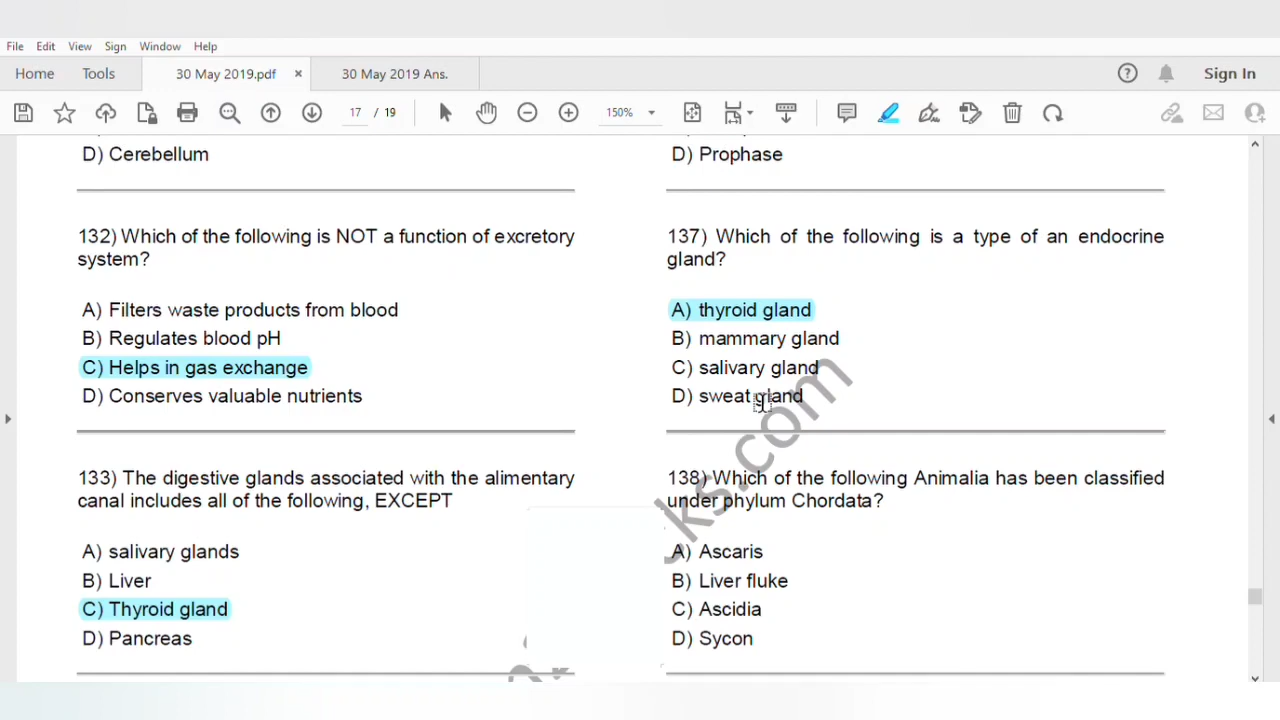 File Edit View Sign Window Help
Home Tools 30 May 2019.pdf × 30 May 2019 Ans. ? Sign In
17 / 19 150%
D) Cerebellum
132) Which of the following is NOT a function of excretory
system?
A) Filters waste products from blood
B) Regulates blood pH
C) Helps in gas exchange
D) Conserves valuable nutrients
133) The digestive glands associated with the alimentary
canal includes all of the following, EXCEPT
A) salivary glands
B) Liver
C) Thyroid gland
D) Pancreas
D) Prophase
137) Which of the following is a type of an endocrine
gland?
A) thyroid gland
B) mammary gland
C) salivary gland
D) sweat gland
138) Which of the following Animalia has been classified
under phylum Chordata?
A) Ascaris
B) Liver fluke
C) Ascidia
D) Sycon
cks.com